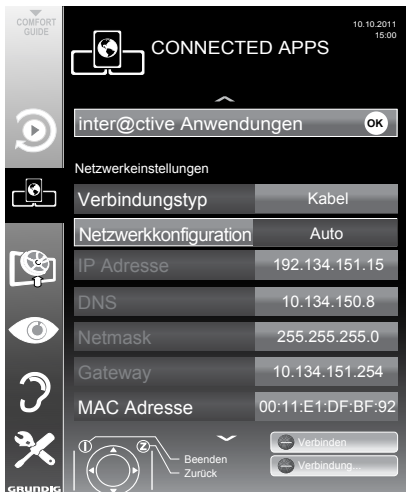 COMFORT
GUIDE
CONNECTED APPS
10.10.2011
15:00
inter@ctive Anwendungen OK
Netzwerkeinstellungen
Verbindungstyp Kabel
Netzwerkkonfiguration Auto
IP Adresse 192.134.151.15
DNS 10.134.150.8
Netmask 255.255.255.0
Gateway 10.134.151.254
MAC Adresse 00:11:E1:DF:BF:92
Beenden
Zurück
Verbinden
Verbindung...
GRUNDIG